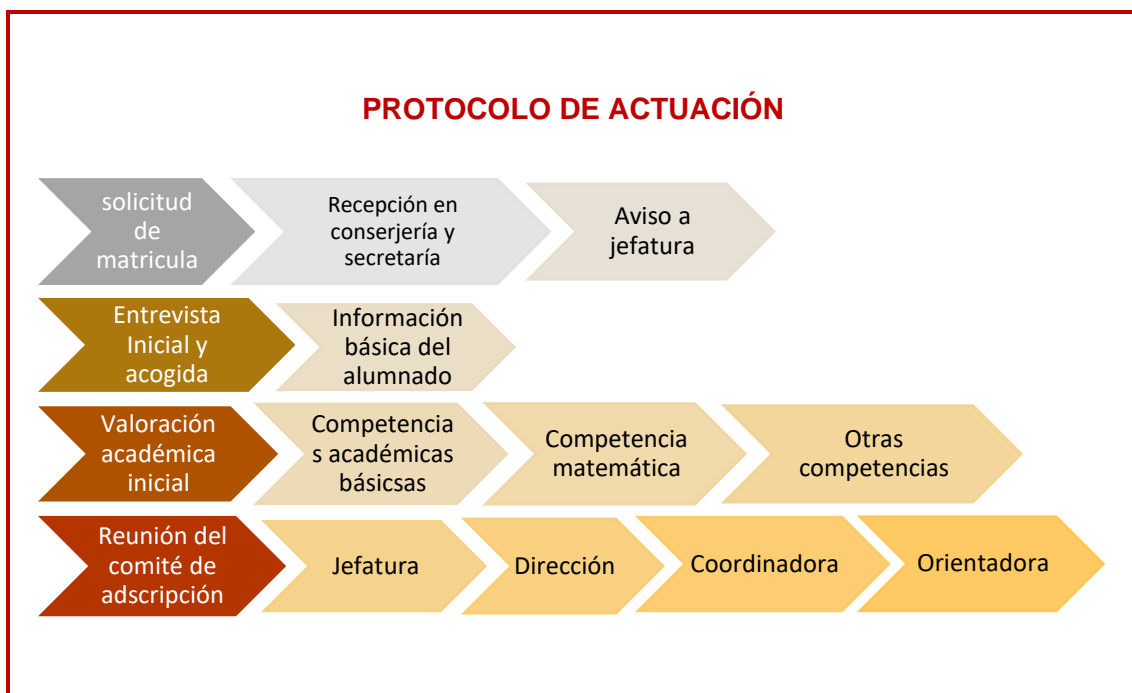 PROTOCOLO DE ACTUACIÓN
solicitud
de
matricula
Recepción en
conserjería y
secretaría
Aviso a
jefatura
Entrevista
Inicial y
acogida
Información
básica del
alumnado
Valoración
académica
inicial
Competencia
s académicas
básicsas
Competencia
matemática
Otras
competencias
Reunión del
comité de
adscripción
Jefatura
Dirección
Coordinadora
Orientadora